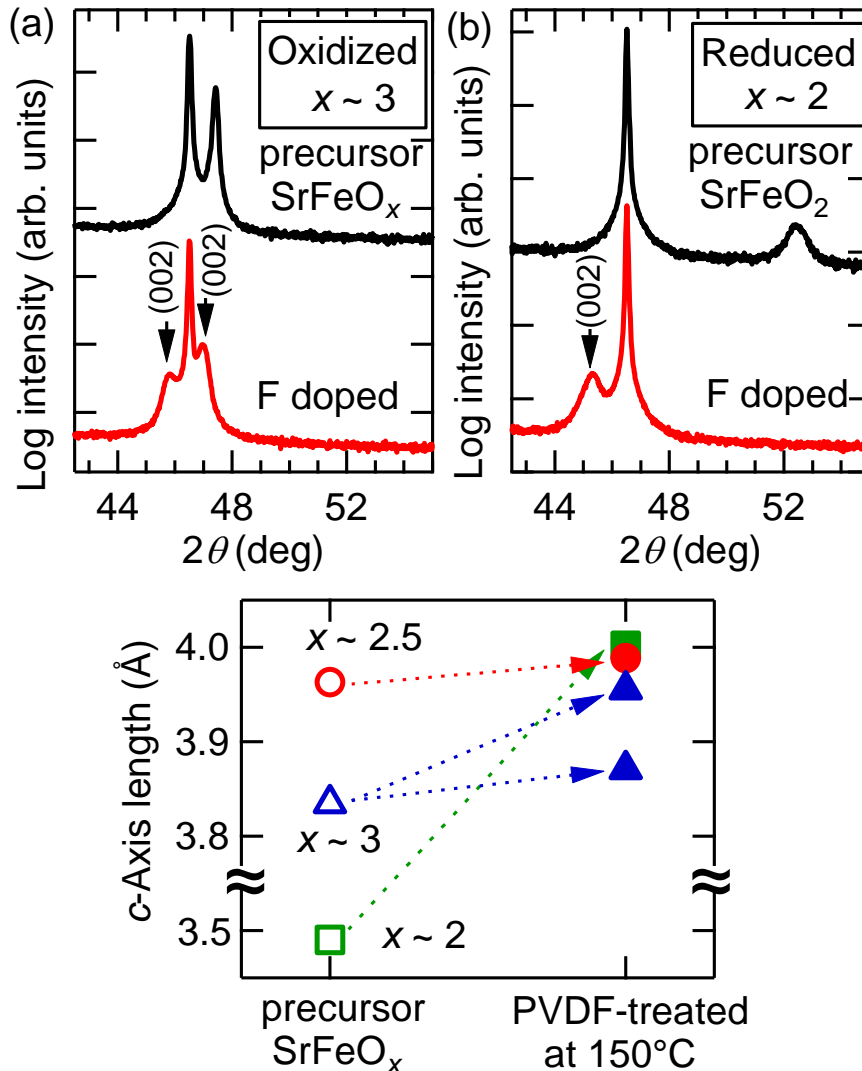 (a)
Oxidized
x ~ 3
precursor
SrFeOₓ
(002)
(002)
F doped
Log intensity (arb. units)
44
48
52
2θ (deg)
(b)
Reduced
x ~ 2
precursor
SrFeO₂
(002)
F doped
Log intensity (arb. units)
44
48
52
2θ (deg)
c-Axis length (Å)
4.0
3.9
3.8
3.5
x ~ 2.5
x ~ 3
x ~ 2
precursor
SrFeOₓ
PVDF-treated
at 150°C